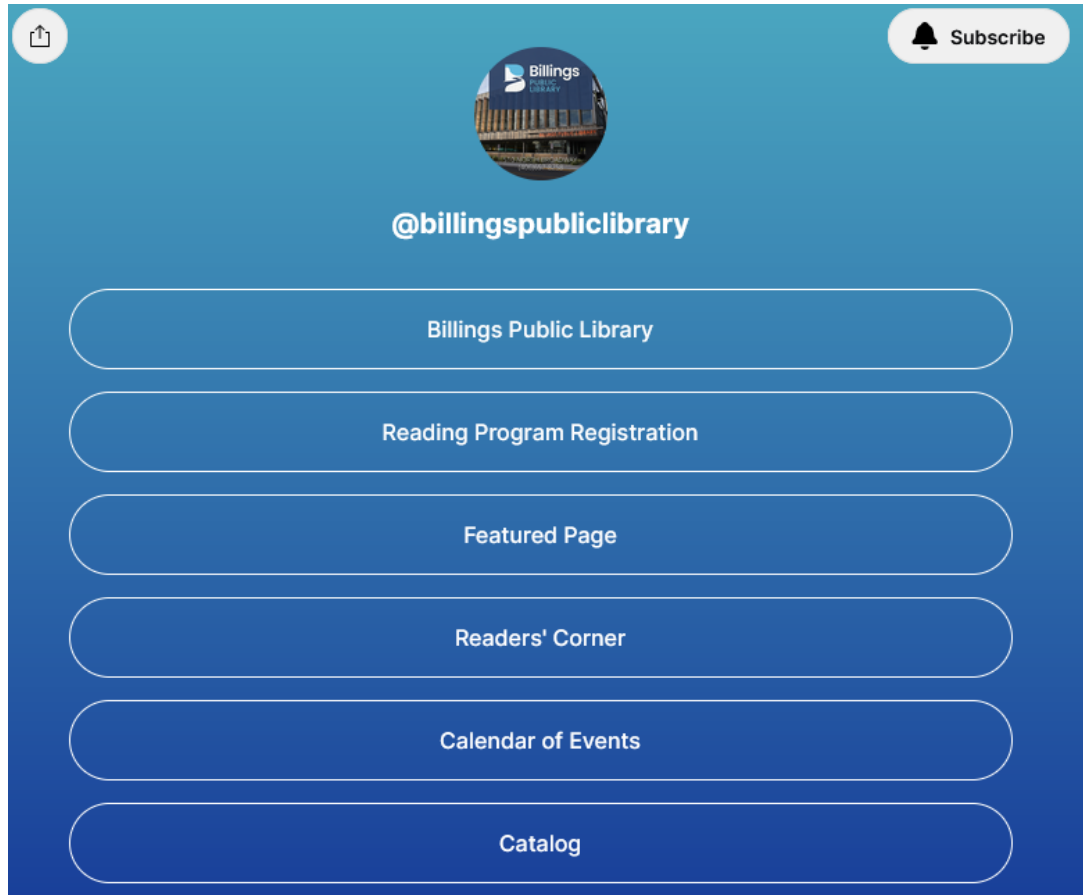 Subscribe
Billings
PUBLIC
LIBRARY
@billingspubliclibrary
Billings Public Library
Reading Program Registration
Featured Page
Readers' Corner
Calendar of Events
Catalog